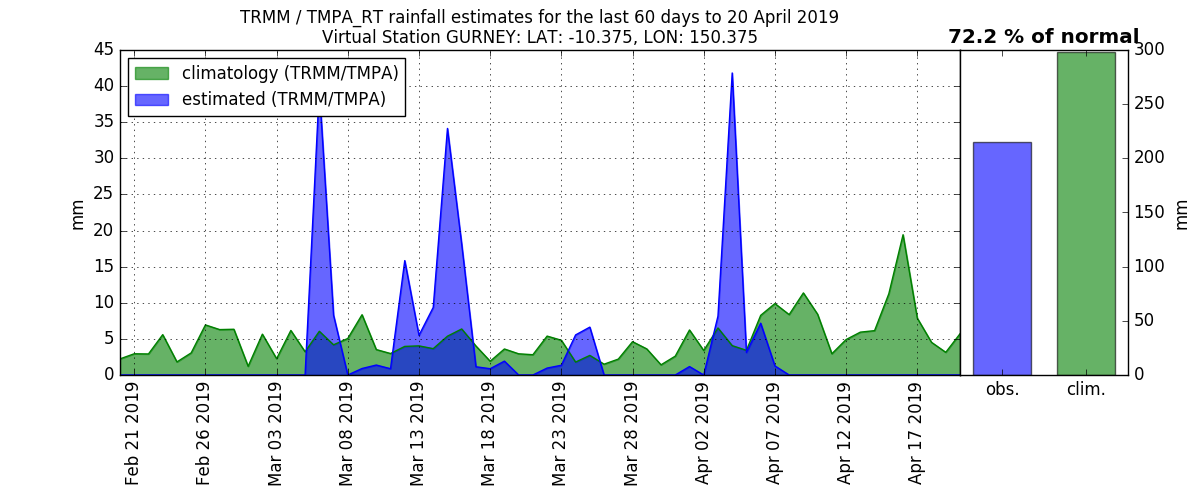 TRMM / TMPA_RT rainfall estimates for the last 60 days to 20 April 2019
Virtual Station GURNEY: LAT: -10.375, LON: 150.375
72.2 % of normal
climatology (TRMM/TMPA)
estimated (TRMM/TMPA)
mm
45
40
35
30
25
20
15
10
5
0
Feb 21 2019
Feb 26 2019
Mar 03 2019
Mar 08 2019
Mar 13 2019
Mar 18 2019
Mar 23 2019
Mar 28 2019
Apr 02 2019
Apr 07 2019
Apr 12 2019
Apr 17 2019
obs.
clim.
300
250
200
150
100
50
0
mm